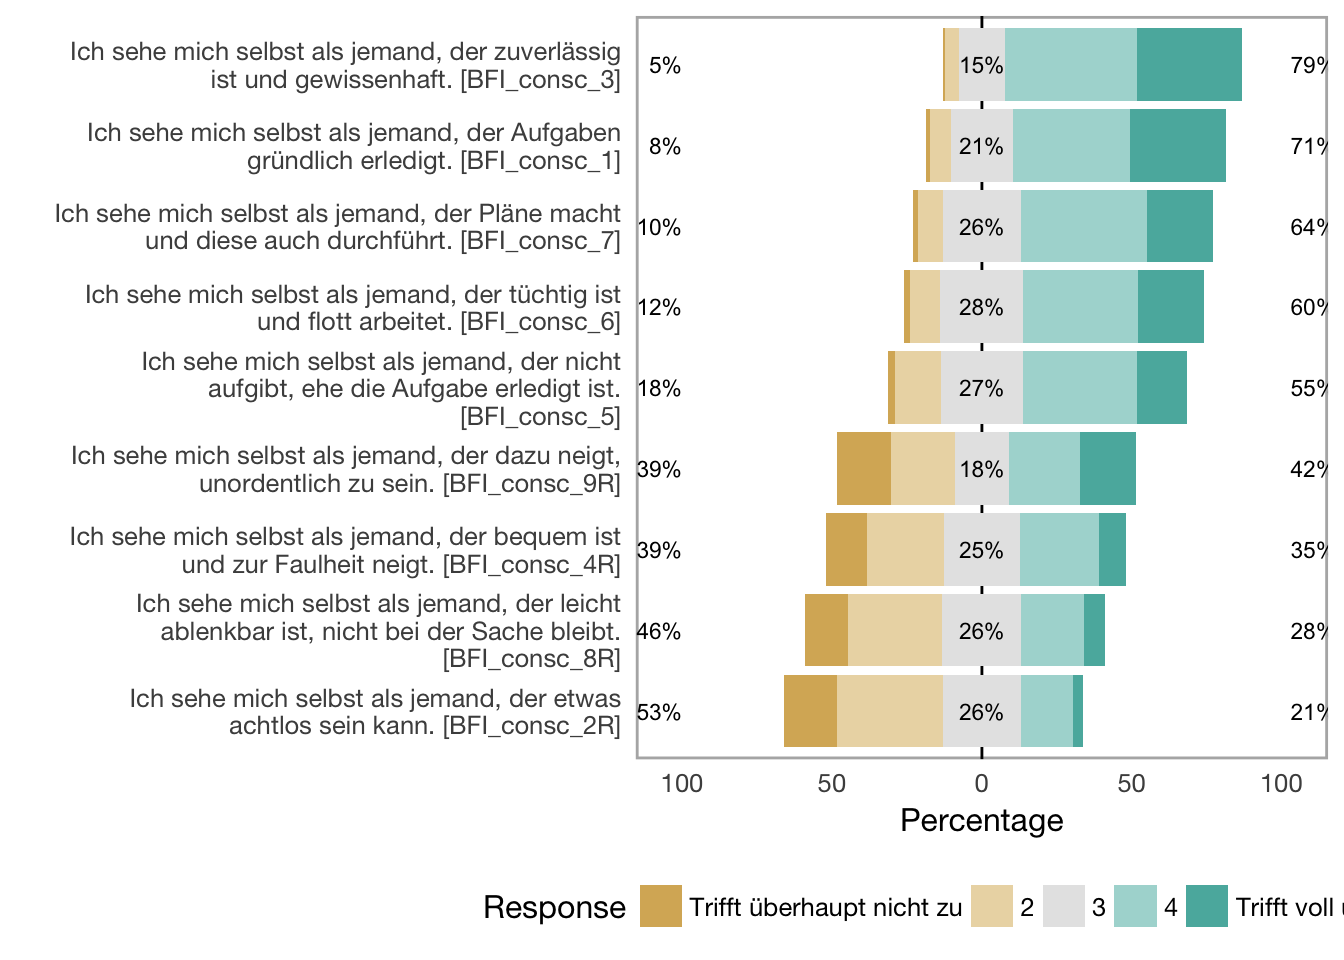 Ich sehe mich selbst als jemand, der zuverlässig
ist und gewissenhaft. [BFI_consc_3]
5% 15% 79%
Ich sehe mich selbst als jemand, der Aufgaben
gründlich erledigt. [BFI_consc_1]
8% 21% 71%
Ich sehe mich selbst als jemand, der Pläne macht
und diese auch durchführt. [BFI_consc_7]
10% 26% 64%
Ich sehe mich selbst als jemand, der tüchtig ist
und flott arbeitet. [BFI_consc_6]
12% 28% 60%
Ich sehe mich selbst als jemand, der nicht
aufgibt, ehe die Aufgabe erledigt ist.
[BFI_consc_5]
18% 27% 55%
Ich sehe mich selbst als jemand, der dazu neigt,
unordentlich zu sein. [BFI_consc_9R]
39% 18% 42%
Ich sehe mich selbst als jemand, der bequem ist
und zur Faulheit neigt. [BFI_consc_4R]
39% 25% 35%
Ich sehe mich selbst als jemand, der leicht
ablenkbar ist, nicht bei der Sache bleibt.
[BFI_consc_8R]
46% 26% 28%
Ich sehe mich selbst als jemand, der etwas
achtlos sein kann. [BFI_consc_2R]
53% 26% 21%
100 50 0 50 100
Percentage
Response Trifft überhaupt nicht zu 2 3 4 Trifft voll